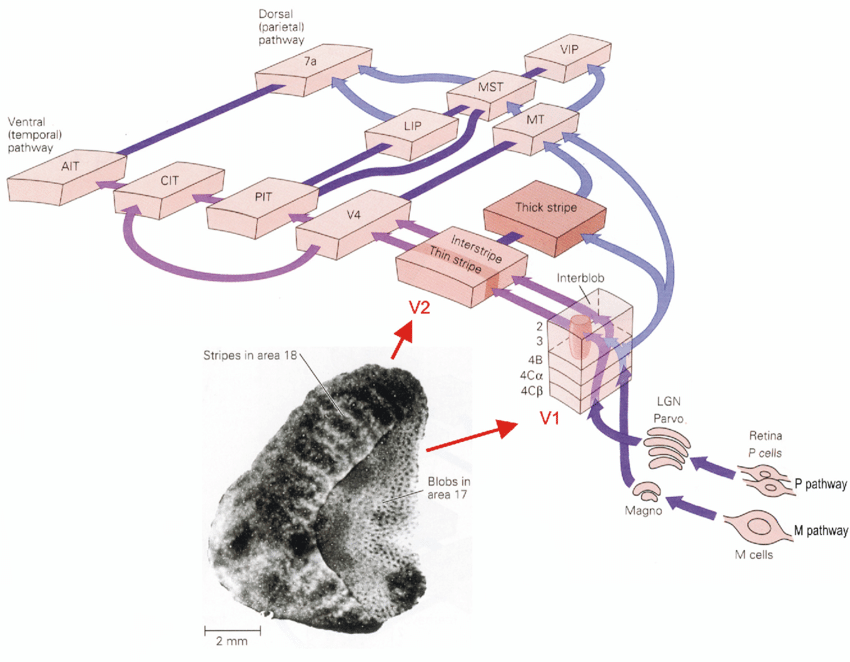 Dorsal
(parietal)
pathway
7a
VIP
MST
MT
LIP
Ventral
(temporal)
pathway
AIT
CIT
PIT
V4
Thick stripe
Interstripe
Thin stripe
Interblob
V2
2
3
4B
4Cα
4Cβ
V1
Stripes in area 18
Blobs in
area 17
2 mm
LGN
Parvo
Retina
P cells
P pathway
Magno
M pathway
M cells